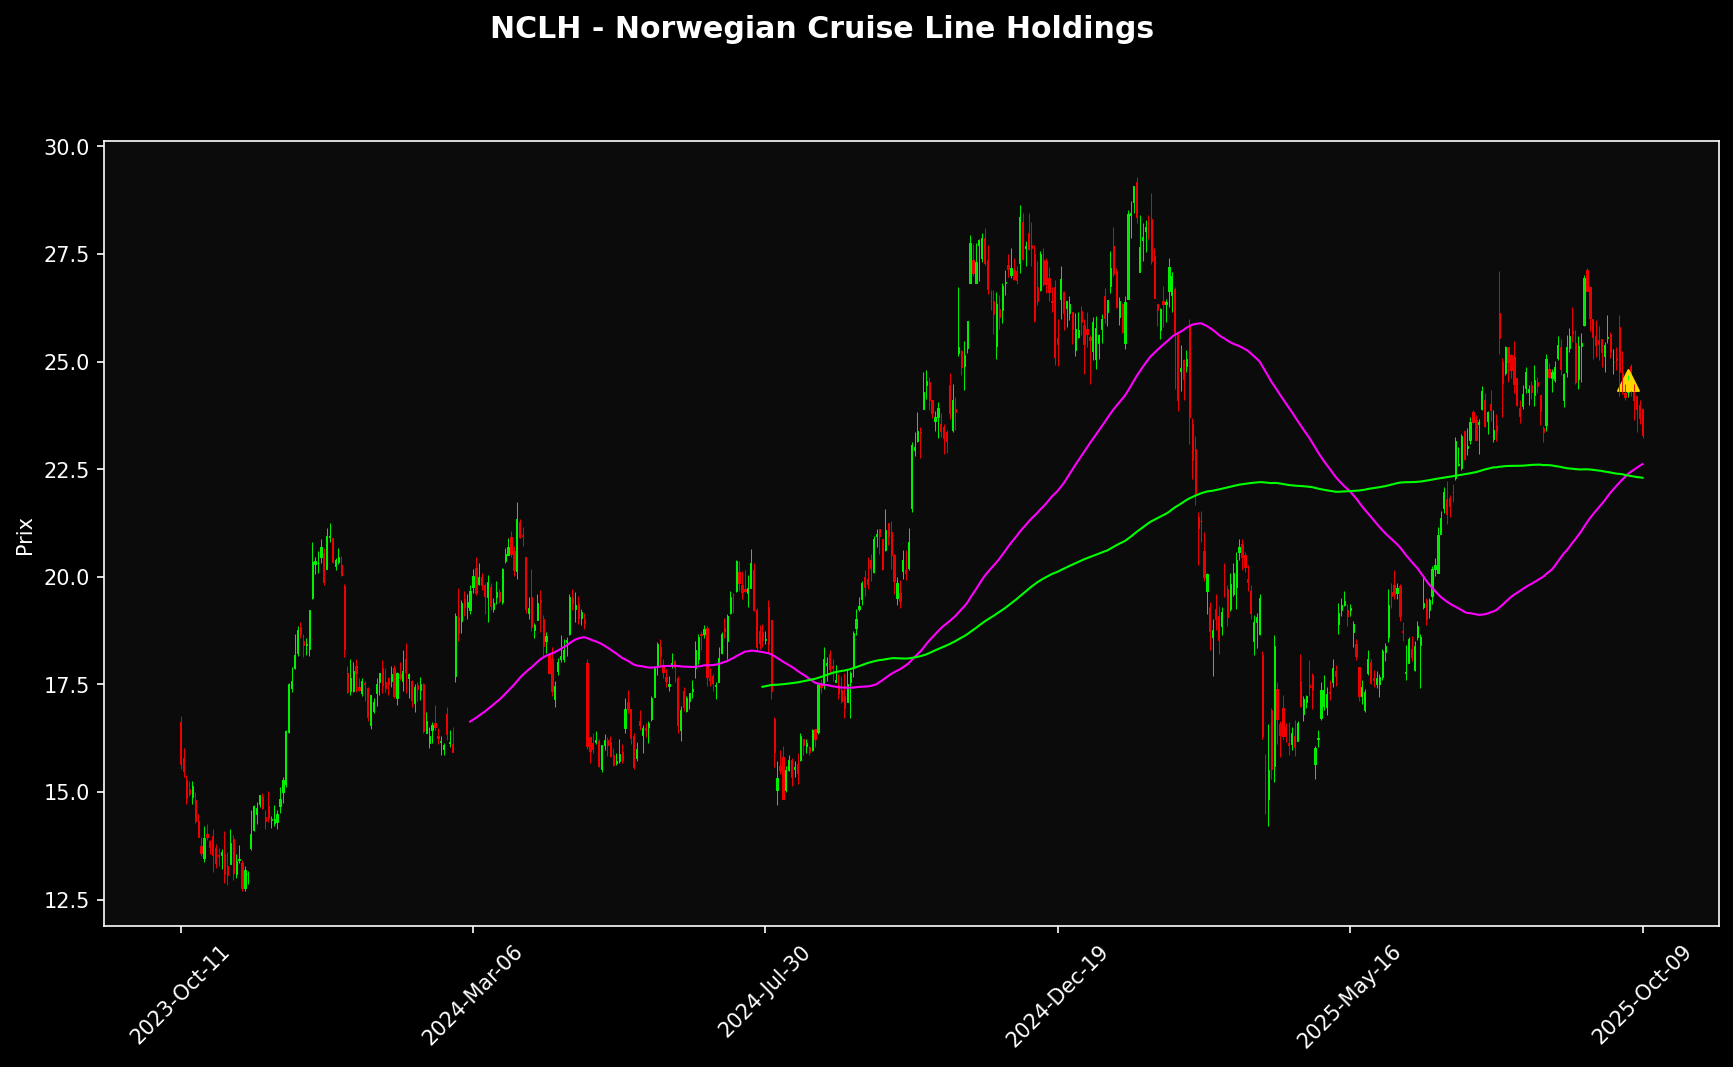 NCLH - Norwegian Cruise Line Holdings
Prix
30.0
27.5
25.0
22.5
20.0
17.5
15.0
12.5
2023-Oct-11
2024-Mar-06
2024-Jul-30
2024-Dec-19
2025-May-16
2025-Oct-09